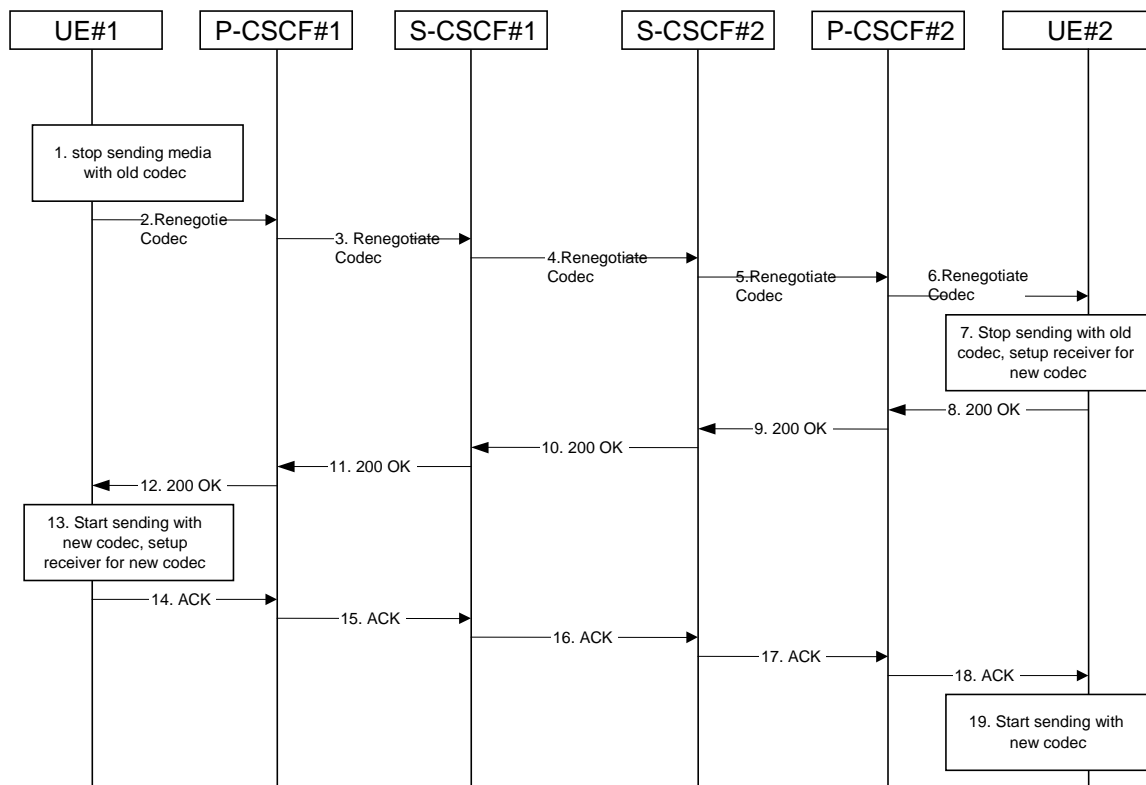 UE#1
P-CSCF#1
S-CSCF#1
S-CSCF#2
P-CSCF#2
UE#2
1. stop sending media
with old codec
2.Renegotie
Codec
3. Renegotiate
Codec
4.Renegotiate
Codec
5.Renegotiate
Codec
6.Renegotiate
Codec
7. Stop sending with old
codec, setup receiver for
new codec
8. 200 OK
9. 200 OK
10. 200 OK
11. 200 OK
12. 200 OK
13. Start sending with
new codec, setup
receiver for new codec
14. ACK
15. ACK
16. ACK
17. ACK
18. ACK
19. Start sending with
new codec